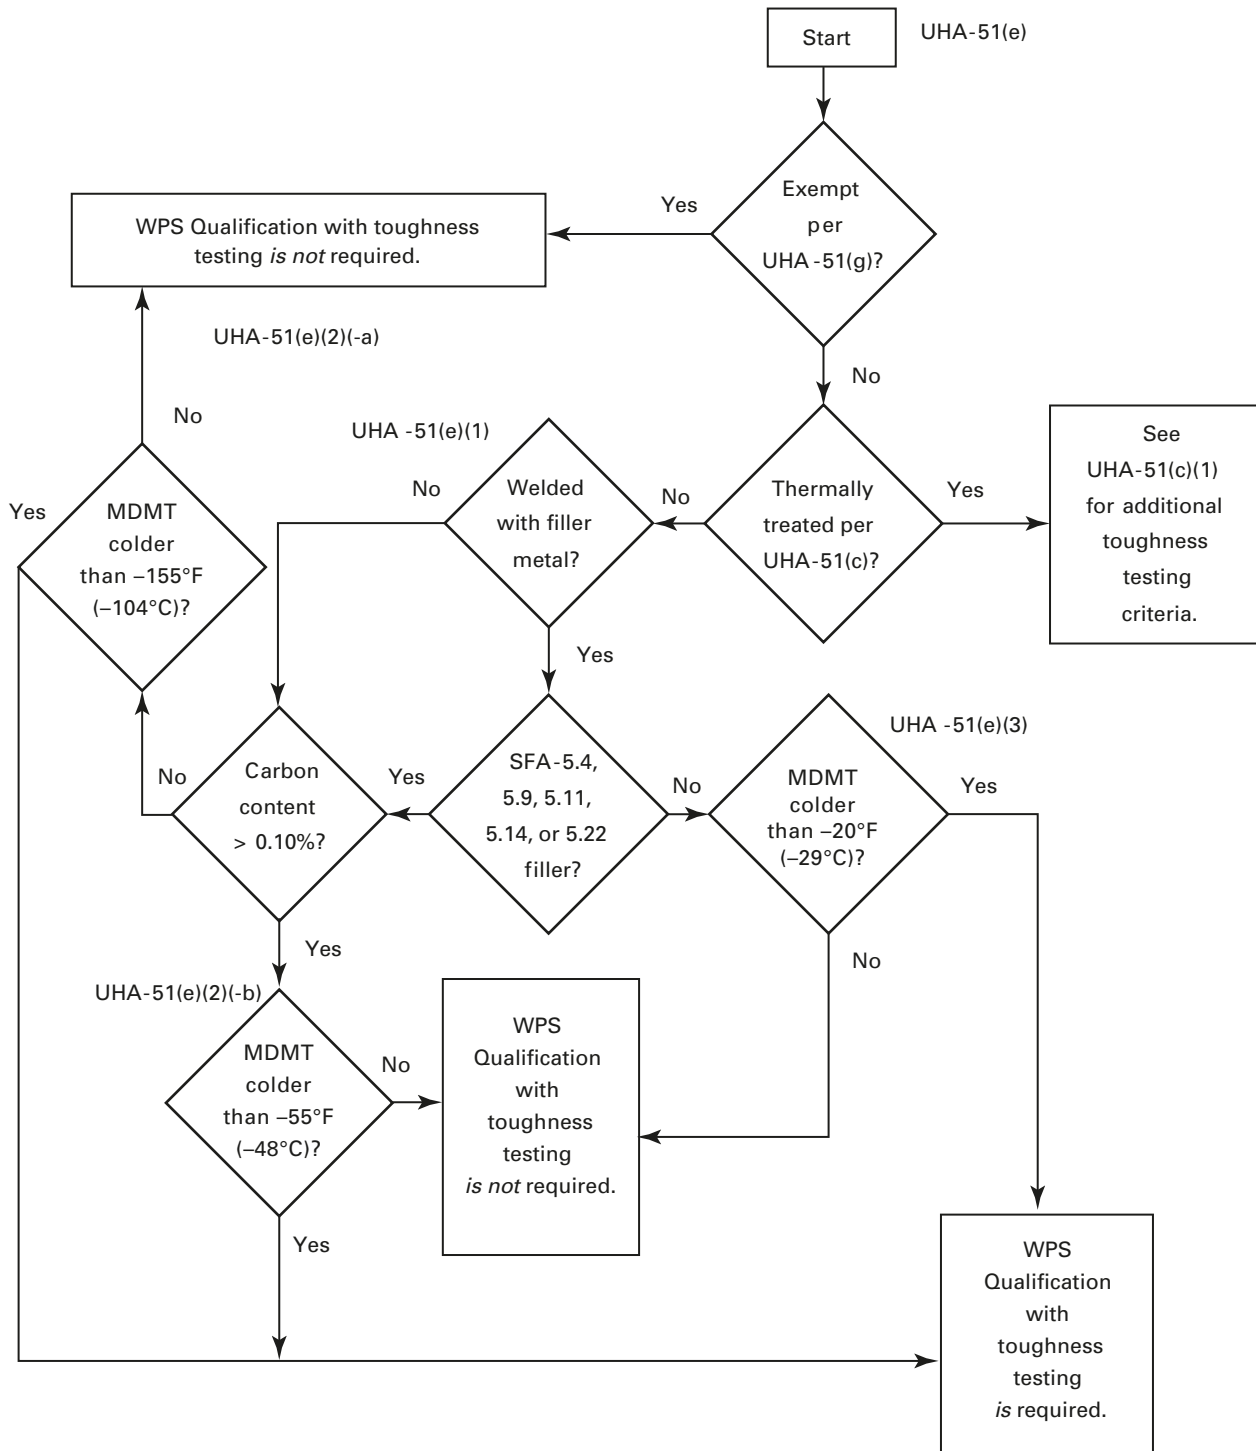 Start
UHA-51(e)
Exempt
per
UHA-51(g)?
Yes
No
WPS Qualification with toughness
testing is not required.
UHA-51(e)(2)(-a)
No
MDMT
colder
than –155°F
(–104°C)?
Yes
UHA -51(e)(1)
Welded
with filler
metal?
No
Yes
Thermally
treated per
UHA-51(c)?
No
Yes
See
UHA-51(c)(1)
for additional
toughness
testing
criteria.
Carbon
content
> 0.10%?
No
Yes
SFA-5.4,
5.9, 5.11,
5.14, or 5.22
filler?
Yes
No
UHA -51(e)(3)
MDMT
colder
than –20°F
(–29°C)?
Yes
No
UHA-51(e)(2)(-b)
MDMT
colder
than –55°F
(–48°C)?
No
Yes
WPS
Qualification
with
toughness
testing
is not required.
WPS
Qualification
with
toughness
testing
is required.